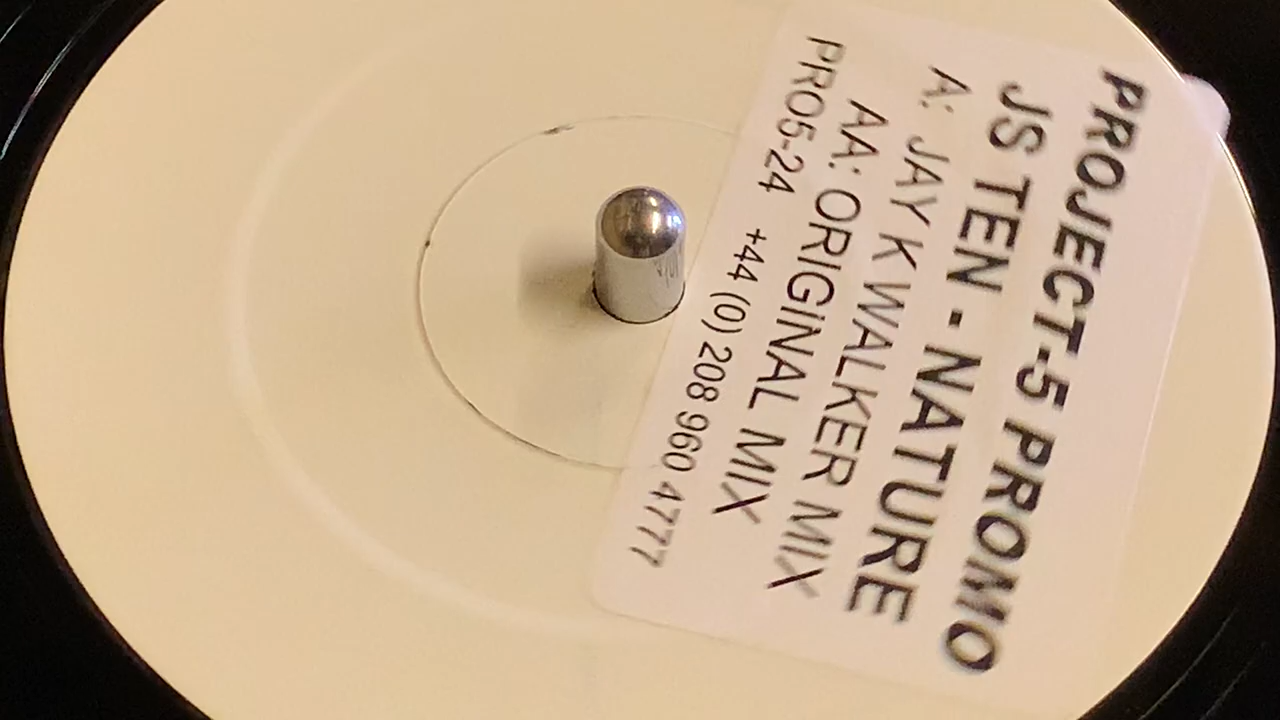 PROJECT-5 PROMO
JS TEN - NATURE
A: JAY K WALKER MIX
AA: ORIGINAL MIX
PRO5-24 +44 (0) 208 960 4777